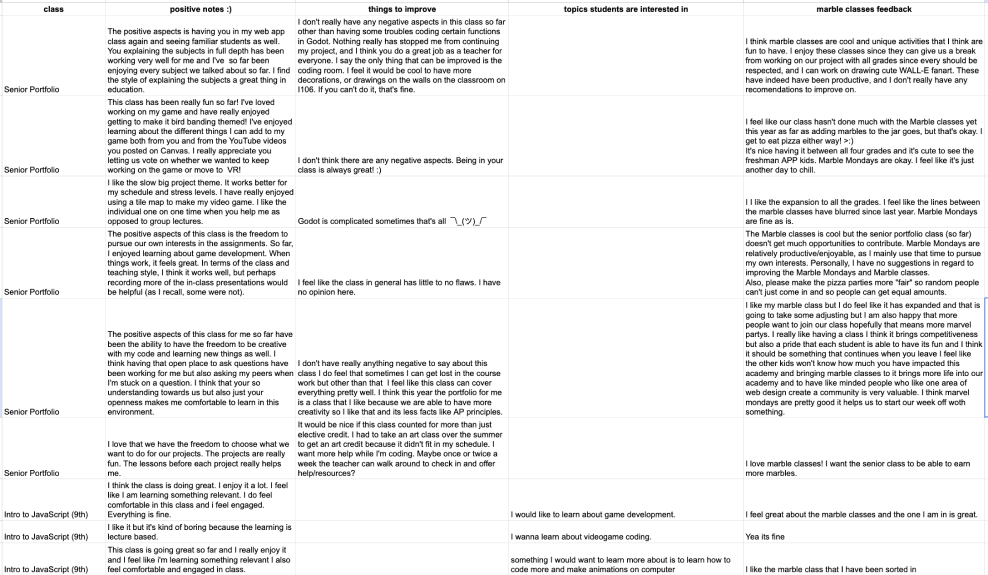 class	positive notes :)	things to improve	topics students are interested in	marble classes feedback
Senior Portfolio
The positive aspects is having you in my web
app class again and seeing familiar students as well.
You explaining the subjects in full depth has been
working very well for me and I've so far been
enjoying every subject we talked about so far. I find
the style of explaining the subjects a great thing in
education.
I don't really have any negative aspects in this class so far
other than having some troubles coding certain functions
in Godot. Nothing really has stopped me from continuing
my project, and I think you do a great job as a teacher for
everyone. I say the only thing that can be improved is the
coding room. I feel it would be cool to have more
decorations, or drawings on the walls on the classroom on
I106. If you can't do it, that's fine.
I think marble classes are cool and unique activities that I think are
fun to have. I enjoy these classes since they can give us a break
from working on our project with all grades since every should be
respected, and I can work on drawing cute WALL-E fanart. These
have indeed been productive, and I don't really have any
recomendations to improve on.
Senior Portfolio
This class has been really fun so far! I've loved
working on my game and have really enjoyed
getting to make it bird banding themed! I've enjoyed
learning about the different things I can add to my
game both from you and from the YouTube videos
you posted on Canvas. I really appreciate you
letting us vote on whether we wanted to keep
working on the game or move to VR!
I don't think there are any negative aspects. Being in your
class is always great! :)
I feel like our class hasn't done much with the Marble classes yet
this year as far as adding marbles to the jar goes, but that's okay. I
get to eat pizza either way! >:)
It's nice having it between all four grades and it's cute to see the
freshman APP kids. Marble Mondays are okay. I feel like it's just
another day to chill.
Senior Portfolio
I like the slow big project theme. It works better for
my schedule and stress levels. I have really enjoyed
using a tile map to make my video game. I like the
individual one on one time when you help me as
opposed to group lectures.
Godot is complicated sometimes that's all ¯\_(ツ)_/¯
I I like the expansion to all the grades. I feel like the lines between
the marble classes have blurred since last year. Marble Mondays
are fine as is.
Senior Portfolio
The positive aspects of this class is the freedom to
pursue our own interests in the assignments. So far,
I enjoyed learning about game development. When
things work, it feels great. In terms of the class and
teaching style, I think it works well, but perhaps
recording more of the in-class presentations would
be helpful (as I recall, some were not).
I feel like the class in general has little to no flaws. I have
no opinion here.
The Marble classes is cool but the senior portfolio class (so far)
doesn't get much opportunities to contribute. Marble Mondays are
relatively productive/enjoyable, as I mainly use that time to pursue
my own interests. Personally, I have no suggestions in regard to
improving the Marble Mondays and Marble classes.
Also, please make the pizza parties more "fair" so random people
can't just come in and so people can get equal amounts.
Senior Portfolio
The positive aspects of this class for me so far have
been the ability to have the freedom to be creative
with my code and learning new things as well. I
think having that open place to ask questions have
been working for me but also asking my peers when
I'm stuck on a question. I think that your so
understanding towards us but also just your
openness makes me comfortable to learn in this
environment.
I don't have really anything negative to say about this
class I do feel that sometimes I can get lost in the course
work but other than that I feel like this class can cover
everything pretty well. I think this year the portfolio for me
is a class that I like because we are able to have more
creativity so I like that and its less facts like AP principles.
I like my marble class but I do feel like it has expanded and that is
going to take some adjusting but I am also happy that more
people want to join our class hopefully that means more marvel
partys. I really like having a class I think it brings competitiveness
but also a pride that each student is able to have its fun and I think
it should be something that continues when you leave I feel like
the other kids won't know how much you have impacted this
academy and bringing marble classes to it brings more life into our
academy and to have like minded people who like one area of
web design create a community is very valuable. I think marvel
mondays are pretty good it helps us to start our week off woth
something.
Senior Portfolio
I love that we have the freedom to choose what we
want to do for our projects. The projects are really
fun. The lessons before each project really helps
me.
It would be nice if this class counted for more than just
elective credit. I had to take an art class over the summer
to get an art credit because it didn't fit in my schedule. I
want more help while I'm coding. Maybe once or twice a
week the teacher can walk around to check in and offer
help/resources?
I love marble classes! I want the senior class to be able to earn
more marbles.
Intro to JavaScript (9th)
I think the class is doing great. I enjoy it a lot. I feel
like I am learning something relevant. I do feel
comfortable in this class and i feel engaged.
Everything is fine.
I would like to learn about game development.
I feel great about the marble classes and the one I am in is great.
Intro to JavaScript (9th)
I like it but it's kind of boring because the learning is
lecture based.
I wanna learn about videogame coding.
Yea its fine
Intro to JavaScript (9th)
This class is going great so far and I really enjoy it
and I feel like i'm learning something relevant I also
feel comfortable and engaged in class.
something I would want to learn more about is to learn how to
code more and make animations on computer
I like the marble class that I have been sorted in